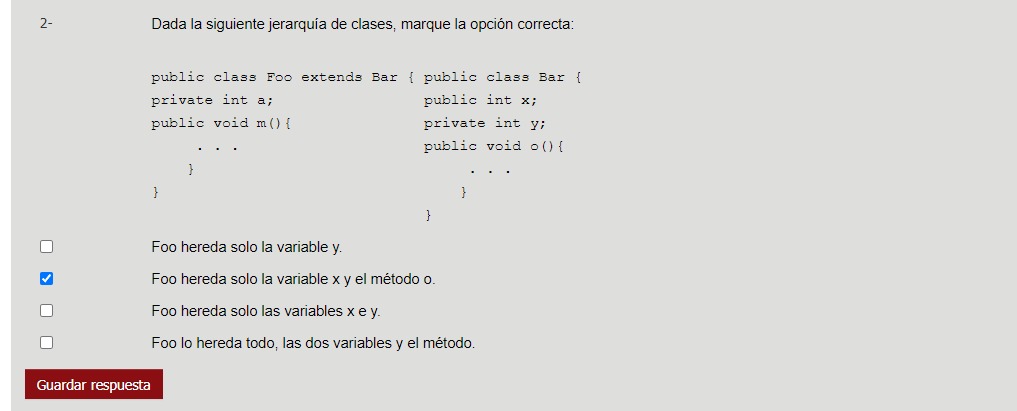 2- Dada la siguiente jerarquía de clases, marque la opción correcta:
public class Foo extends Bar { public class Bar {
private int a; public int x;
public void m(){ private int y;
. . . public void o(){
} . . .
} }
}
Foo hereda solo la variable y.
Foo hereda solo la variable x y el método o.
Foo hereda solo las variables x e y.
Foo lo hereda todo, las dos variables y el método.
Guardar respuesta